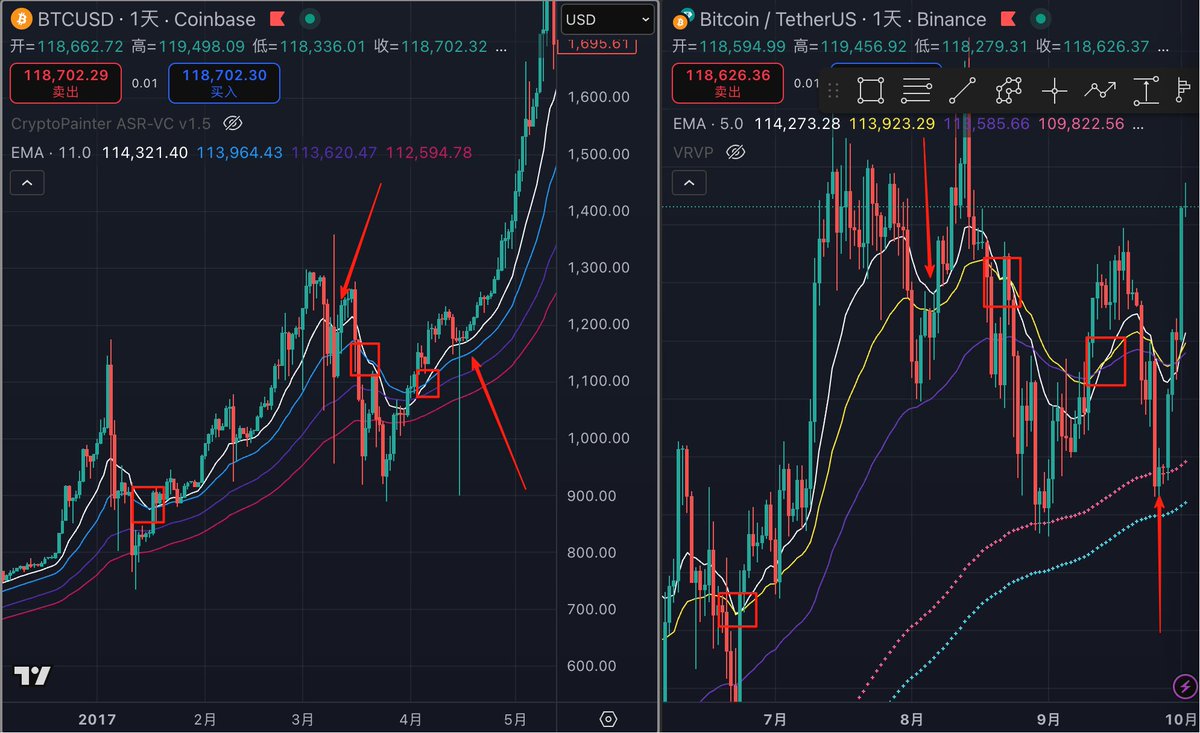 BTCUSD · 1天 · Coinbase
USD
开=118,662.72 高=119,498.09 低=118,336.01 收=118,702.32 ...
1,695.61
118,702.29
卖出
0.01
118,702.30
买入
CryptoPainter ASR-VC v1.5
EMA · 11.0 114,321.40 113,964.43 113,620.47 112,594.78
1,600.00
1,500.00
1,400.00
1,300.00
1,200.00
1,100.00
1,000.00
900.00
800.00
700.00
600.00
2017
2月
3月
4月
5月
Bitcoin / TetherUS · 1天 · Binance
开=118,594.99 高=119,456.92 低=118,279.31 收=118,626.37 ...
118,626.36
卖出
0.01
EMA · 5.0 114,273.28 113,923.29 113,585.66 109,822.56 ...
VRVP
7月
8月
9月
10月